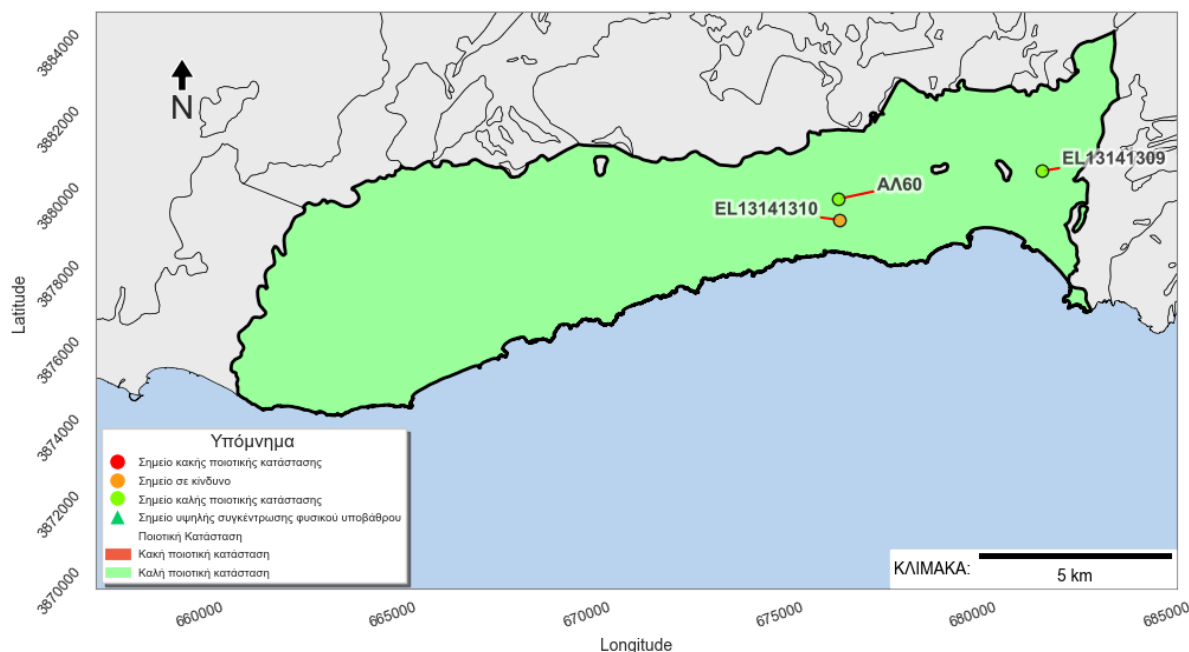 3884000
3882000
3880000
3878000
3876000
3874000
3872000
3870000
Latitude
N
EL13141309
ΑΛ60
EL13141310
Υπόμνημα
Σημείο κακής ποιοτικής κατάστασης
Σημείο σε κίνδυνο
Σημείο καλής ποιοτικής κατάστασης
Σημείο υψηλής συγκέντρωσης φυσικού υποβάθρου
Ποιοτική Κατάσταση
Κακή ποιοτική κατάσταση
Καλή ποιοτική κατάσταση
ΚΛΙΜΑΚΑ:
5 km
660000
665000
670000
675000
680000
685000
Longitude